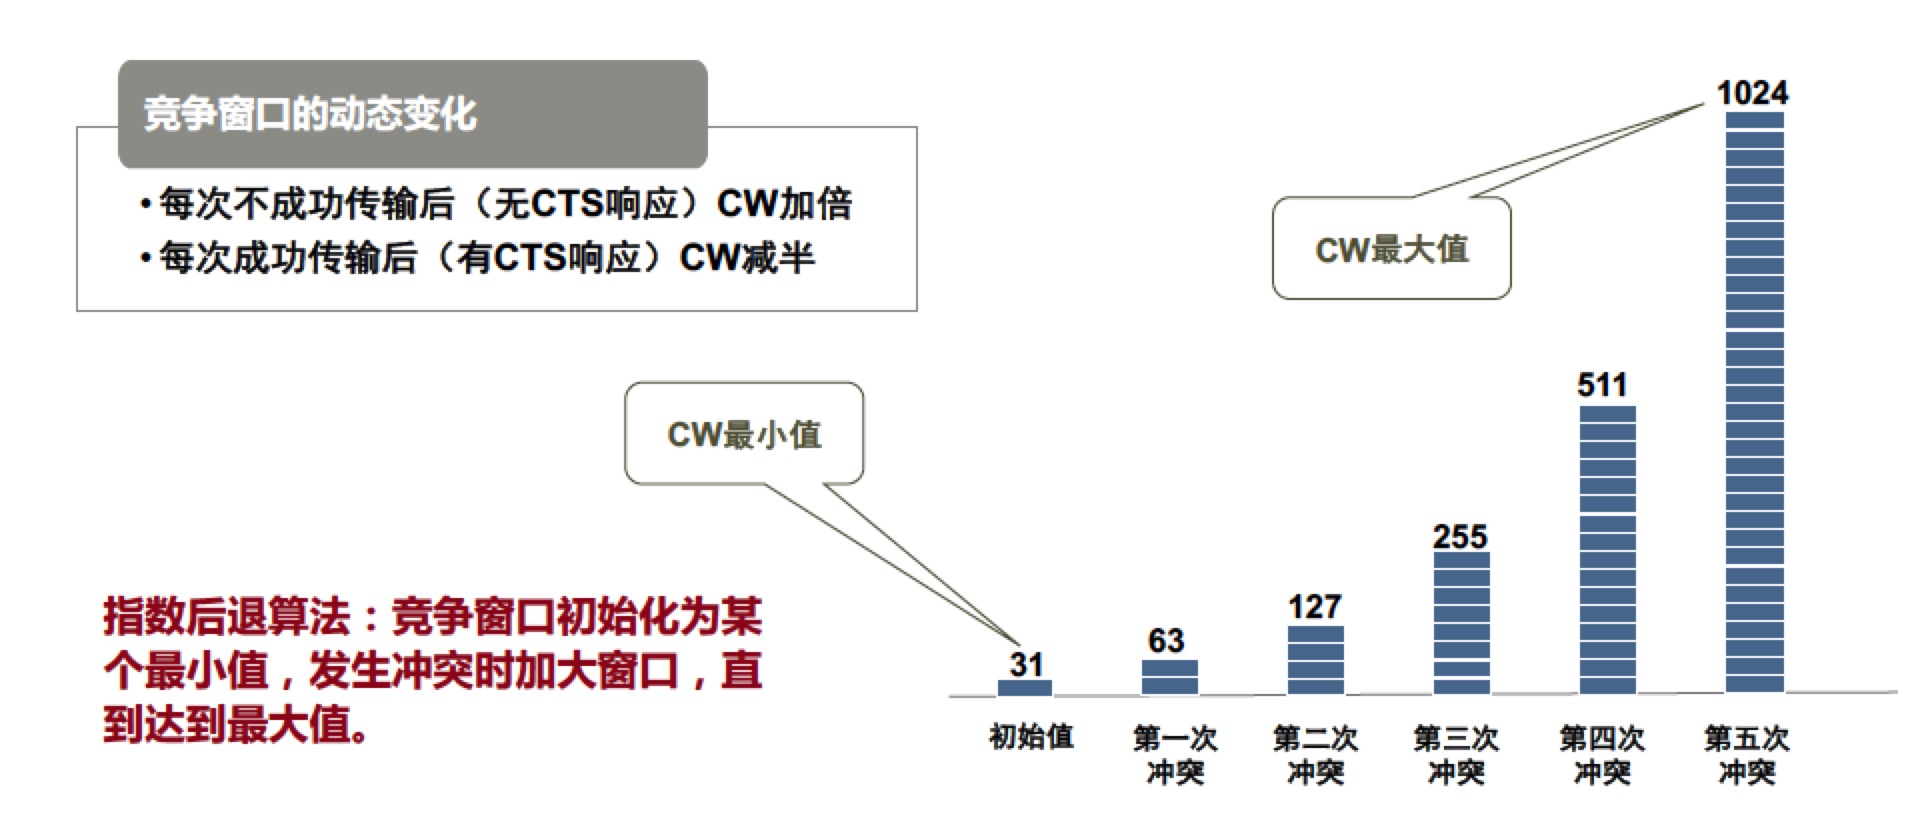 竞争窗口的动态变化
•每次不成功传输后（无CTS响应）CW加倍
•每次成功传输后（有CTS响应）CW减半
CW最大值
CW最小值
指数后退算法：竞争窗口初始化为某
个最小值，发生冲突时加大窗口，直
到达到最大值。
31
63
127
255
511
1024
初始值
第一次
冲突
第二次
冲突
第三次
冲突
第四次
冲突
第五次
冲突